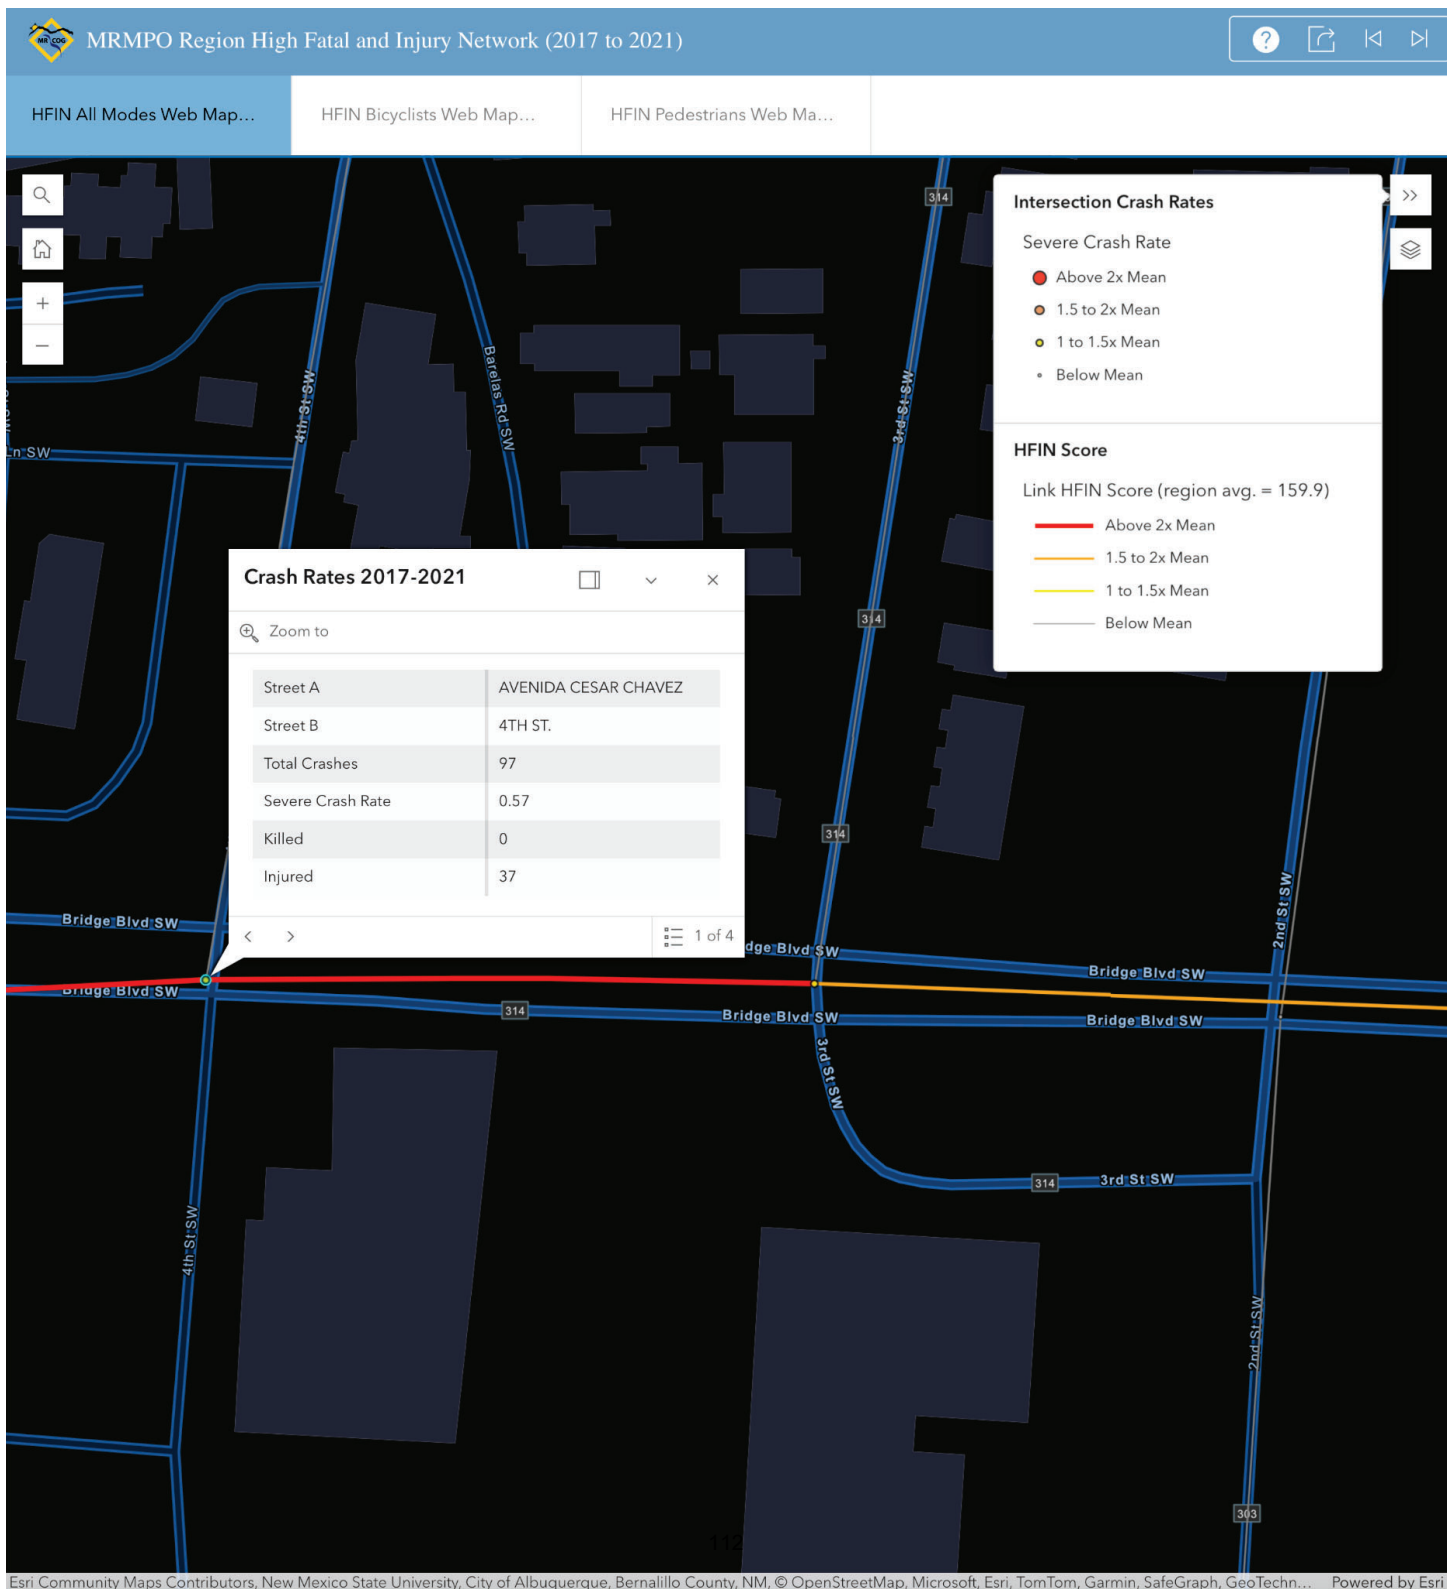 MR COG
MRMPO Region High Fatal and Injury Network (2017 to 2021)
HFIN All Modes Web Map...
HFIN Bicyclists Web Map...
HFIN Pedestrians Web Ma...
Intersection Crash Rates
Severe Crash Rate
Above 2x Mean
1.5 to 2x Mean
1 to 1.5x Mean
Below Mean
HFIN Score
Link HFIN Score (region avg. = 159.9)
Above 2x Mean
1.5 to 2x Mean
1 to 1.5x Mean
Below Mean
314
4th St SW
Barelas Rd SW
3rd St SW
Ln SW
314
Crash Rates 2017-2021
Zoom to
Street A AVENIDA CESAR CHAVEZ
Street B 4TH ST.
Total Crashes 97
Severe Crash Rate 0.57
Killed 0
Injured 37
1 of 4
314
2nd St SW
Bridge Blvd SW
dge Blvd SW
Bridge Blvd SW
Bridge Blvd SW
314
Bridge Blvd SW
Bridge Blvd SW
3rd St SW
314
3rd St SW
4th St SW
2nd St SW
303
112
Esri Community Maps Contributors, New Mexico State University, City of Albuquerque, Bernalillo County, NM, © OpenStreetMap, Microsoft, Esri, TomTom, Garmin, SafeGraph, GeoTechn... Powered by Esri